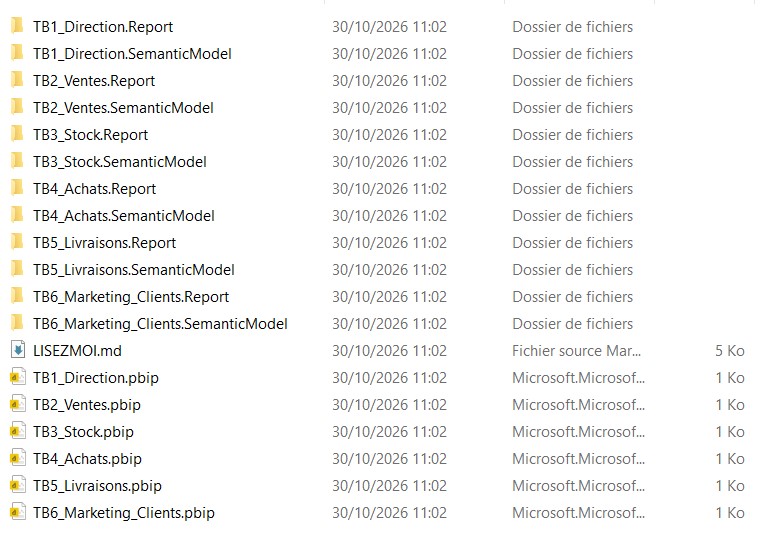 TB1_Direction.Report 30/10/2026 11:02 Dossier de fichiers
TB1_Direction.SemanticModel 30/10/2026 11:02 Dossier de fichiers
TB2_Ventes.Report 30/10/2026 11:02 Dossier de fichiers
TB2_Ventes.SemanticModel 30/10/2026 11:02 Dossier de fichiers
TB3_Stock.Report 30/10/2026 11:02 Dossier de fichiers
TB3_Stock.SemanticModel 30/10/2026 11:02 Dossier de fichiers
TB4_Achats.Report 30/10/2026 11:02 Dossier de fichiers
TB4_Achats.SemanticModel 30/10/2026 11:02 Dossier de fichiers
TB5_Livraisons.Report 30/10/2026 11:02 Dossier de fichiers
TB5_Livraisons.SemanticModel 30/10/2026 11:02 Dossier de fichiers
TB6_Marketing_Clients.Report 30/10/2026 11:02 Dossier de fichiers
TB6_Marketing_Clients.SemanticModel 30/10/2026 11:02 Dossier de fichiers
LISEZMOI.md 30/10/2026 11:02 Fichier source Mar... 5 Ko
TB1_Direction.pbip 30/10/2026 11:02 Microsoft.Microsof... 1 Ko
TB2_Ventes.pbip 30/10/2026 11:02 Microsoft.Microsof... 1 Ko
TB3_Stock.pbip 30/10/2026 11:02 Microsoft.Microsof... 1 Ko
TB4_Achats.pbip 30/10/2026 11:02 Microsoft.Microsof... 1 Ko
TB5_Livraisons.pbip 30/10/2026 11:02 Microsoft.Microsof... 1 Ko
TB6_Marketing_Clients.pbip 30/10/2026 11:02 Microsoft.Microsof... 1 Ko